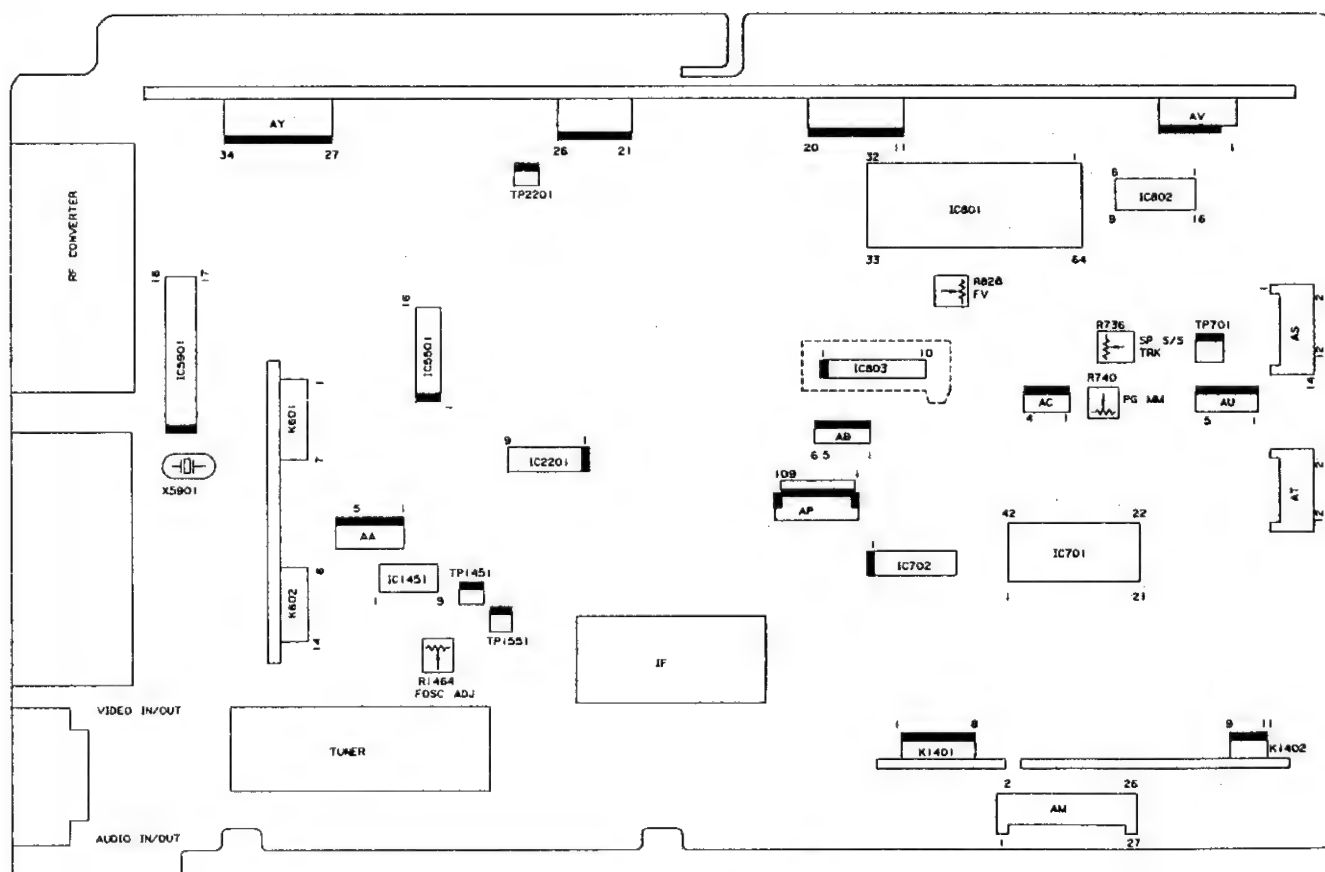 AY
AV
34 27
26 21
20 11
1
TP2201
32 1
IC801
33 64
6 1
IC802
9 16
RF CONVERTER
18 17
IC5901
X5901
16
IC5501
1
R828
FV
R736
SP S/S
TRK
TP701
1 2
AS
12
14
1 10
IC803
R740
PG MM
AC
4 1
AU
5 1
1
K601
7
9 1
IC2201
AB
6 5 1
2
AT
12
109 1
AP
5 1
AA
42 22
IC701
1 21
1
IC702
IC1451
1 9
TP1451
TP1551
8
K602
14
R1464
FOSC ADJ
IF
VIDEO IN/OUT
TUNER
1 8
K1401
9 11
K1402
2 26
AM
1 27
AUDIO IN/OUT